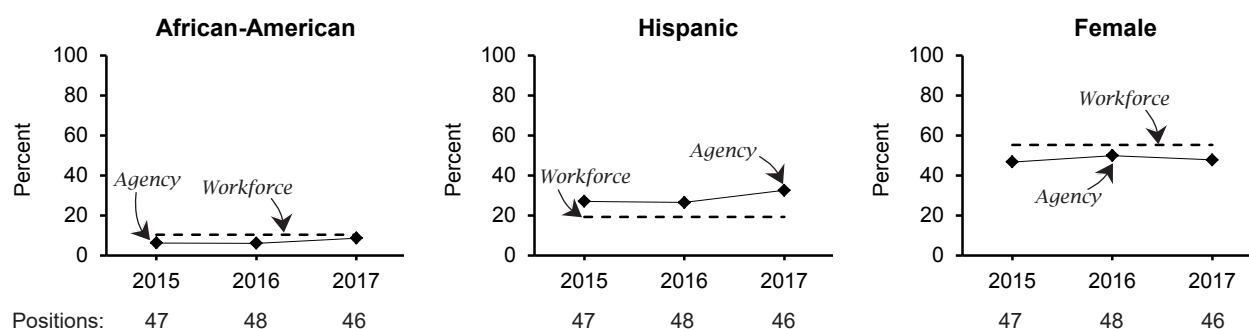 African-American
100
80
60
40
20
0
Percent
Agency
Workforce
2015 2016 2017
Positions: 47 48 46
Hispanic
100
80
60
40
20
0
Percent
Agency
Workforce
2015 2016 2017
47 48 46
Female
100
80
60
40
20
0
Percent
Workforce
Agency
2015 2016 2017
47 48 46